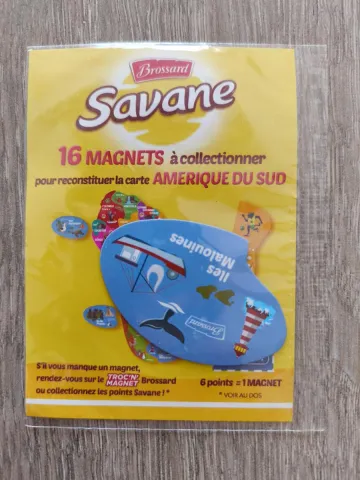 Brossard
Savane
16 MAGNETS à collectionner
pour reconstituer la carte AMERIQUE DU SUD
Iles
Malouines
Brossard
S'il vous manque un magnet,
rendez-vous sur le TROC'N' MAGNET Brossard
ou collectionnez les points Savane ! *
6 points = 1 MAGNET
* VOIR AU DOS